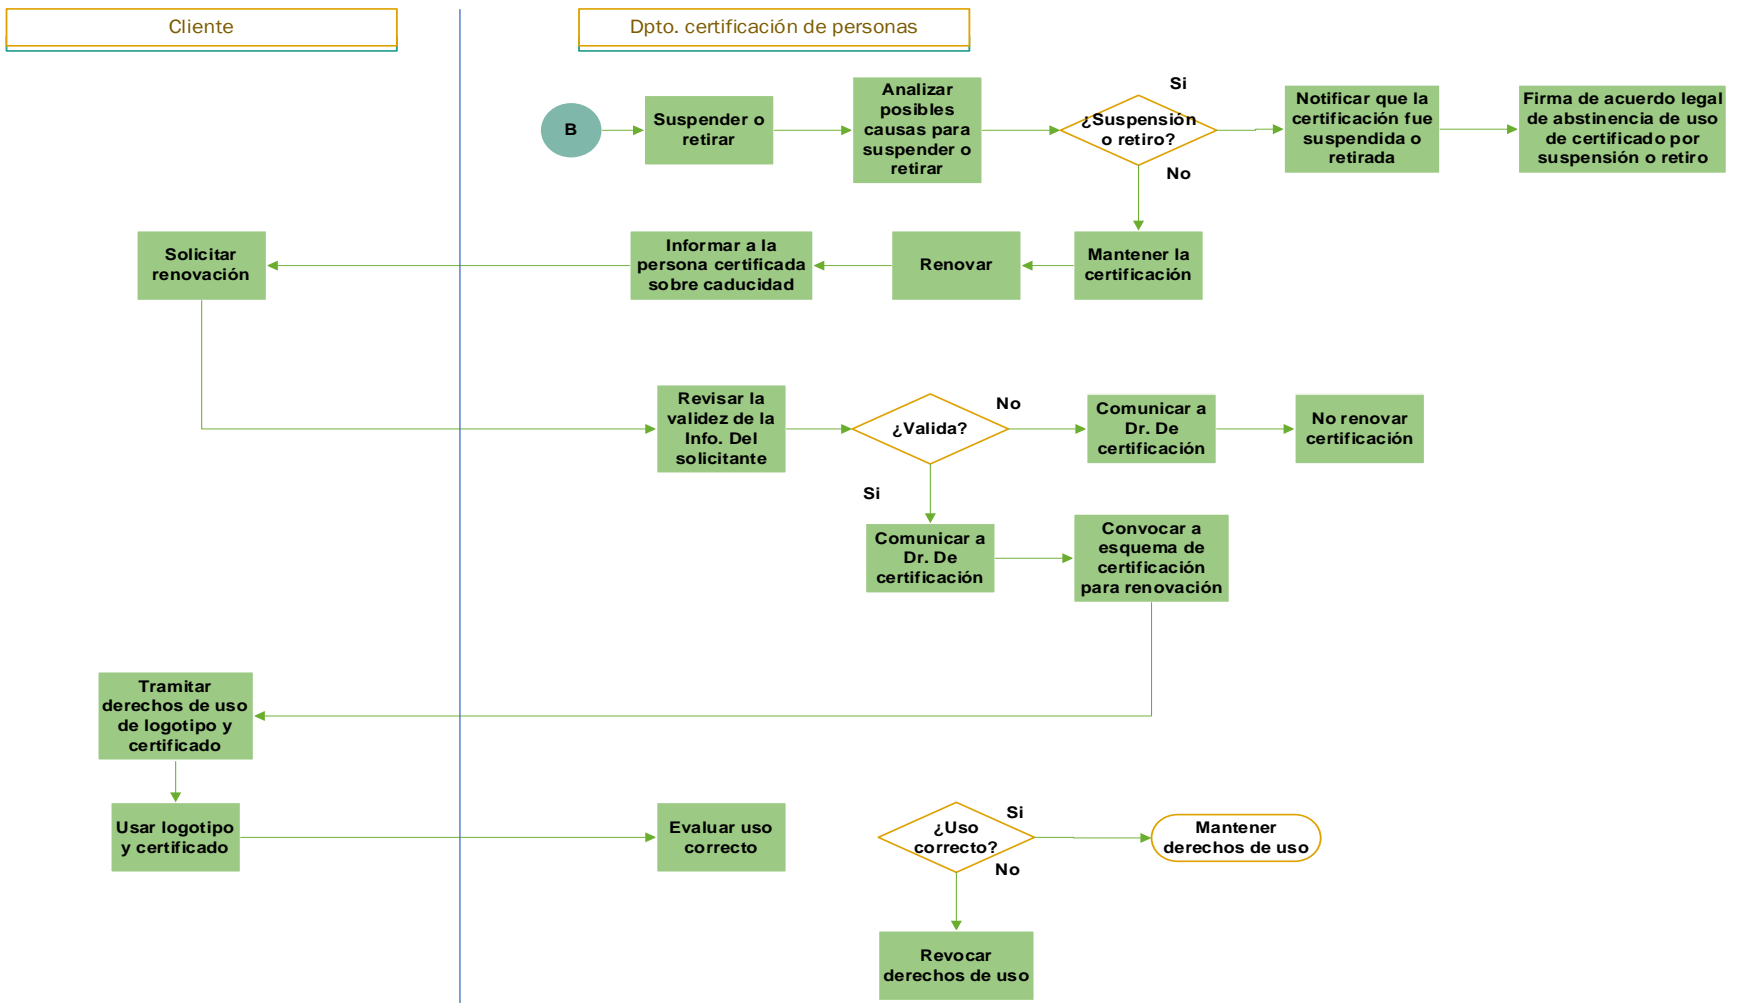 Cliente
Dpto. certificación de personas
B
Suspender o
retirar
Analizar
posibles
causas para
suspender o
retirar
¿Suspensión
o retiro?
Si
No
Notificar que la
certificación fue
suspendida o
retirada
Firma de acuerdo legal
de abstinencia de uso
de certificado por
suspensión o retiro
Solicitar
renovación
Informar a la
persona certificada
sobre caducidad
Renovar
Mantener la
certificación
Revisar la
validez de la
Info. Del
solicitante
¿Valida?
No
Si
Comunicar a
Dr. De
certificación
No renovar
certificación
Comunicar a
Dr. De
certificación
Convocar a
esquema de
certificación
para renovación
Tramitar
derechos de uso
de logotipo y
certificado
Usar logotipo
y certificado
Evaluar uso
correcto
¿Uso
correcto?
Si
No
Mantener
derechos de uso
Revocar
derechos de uso